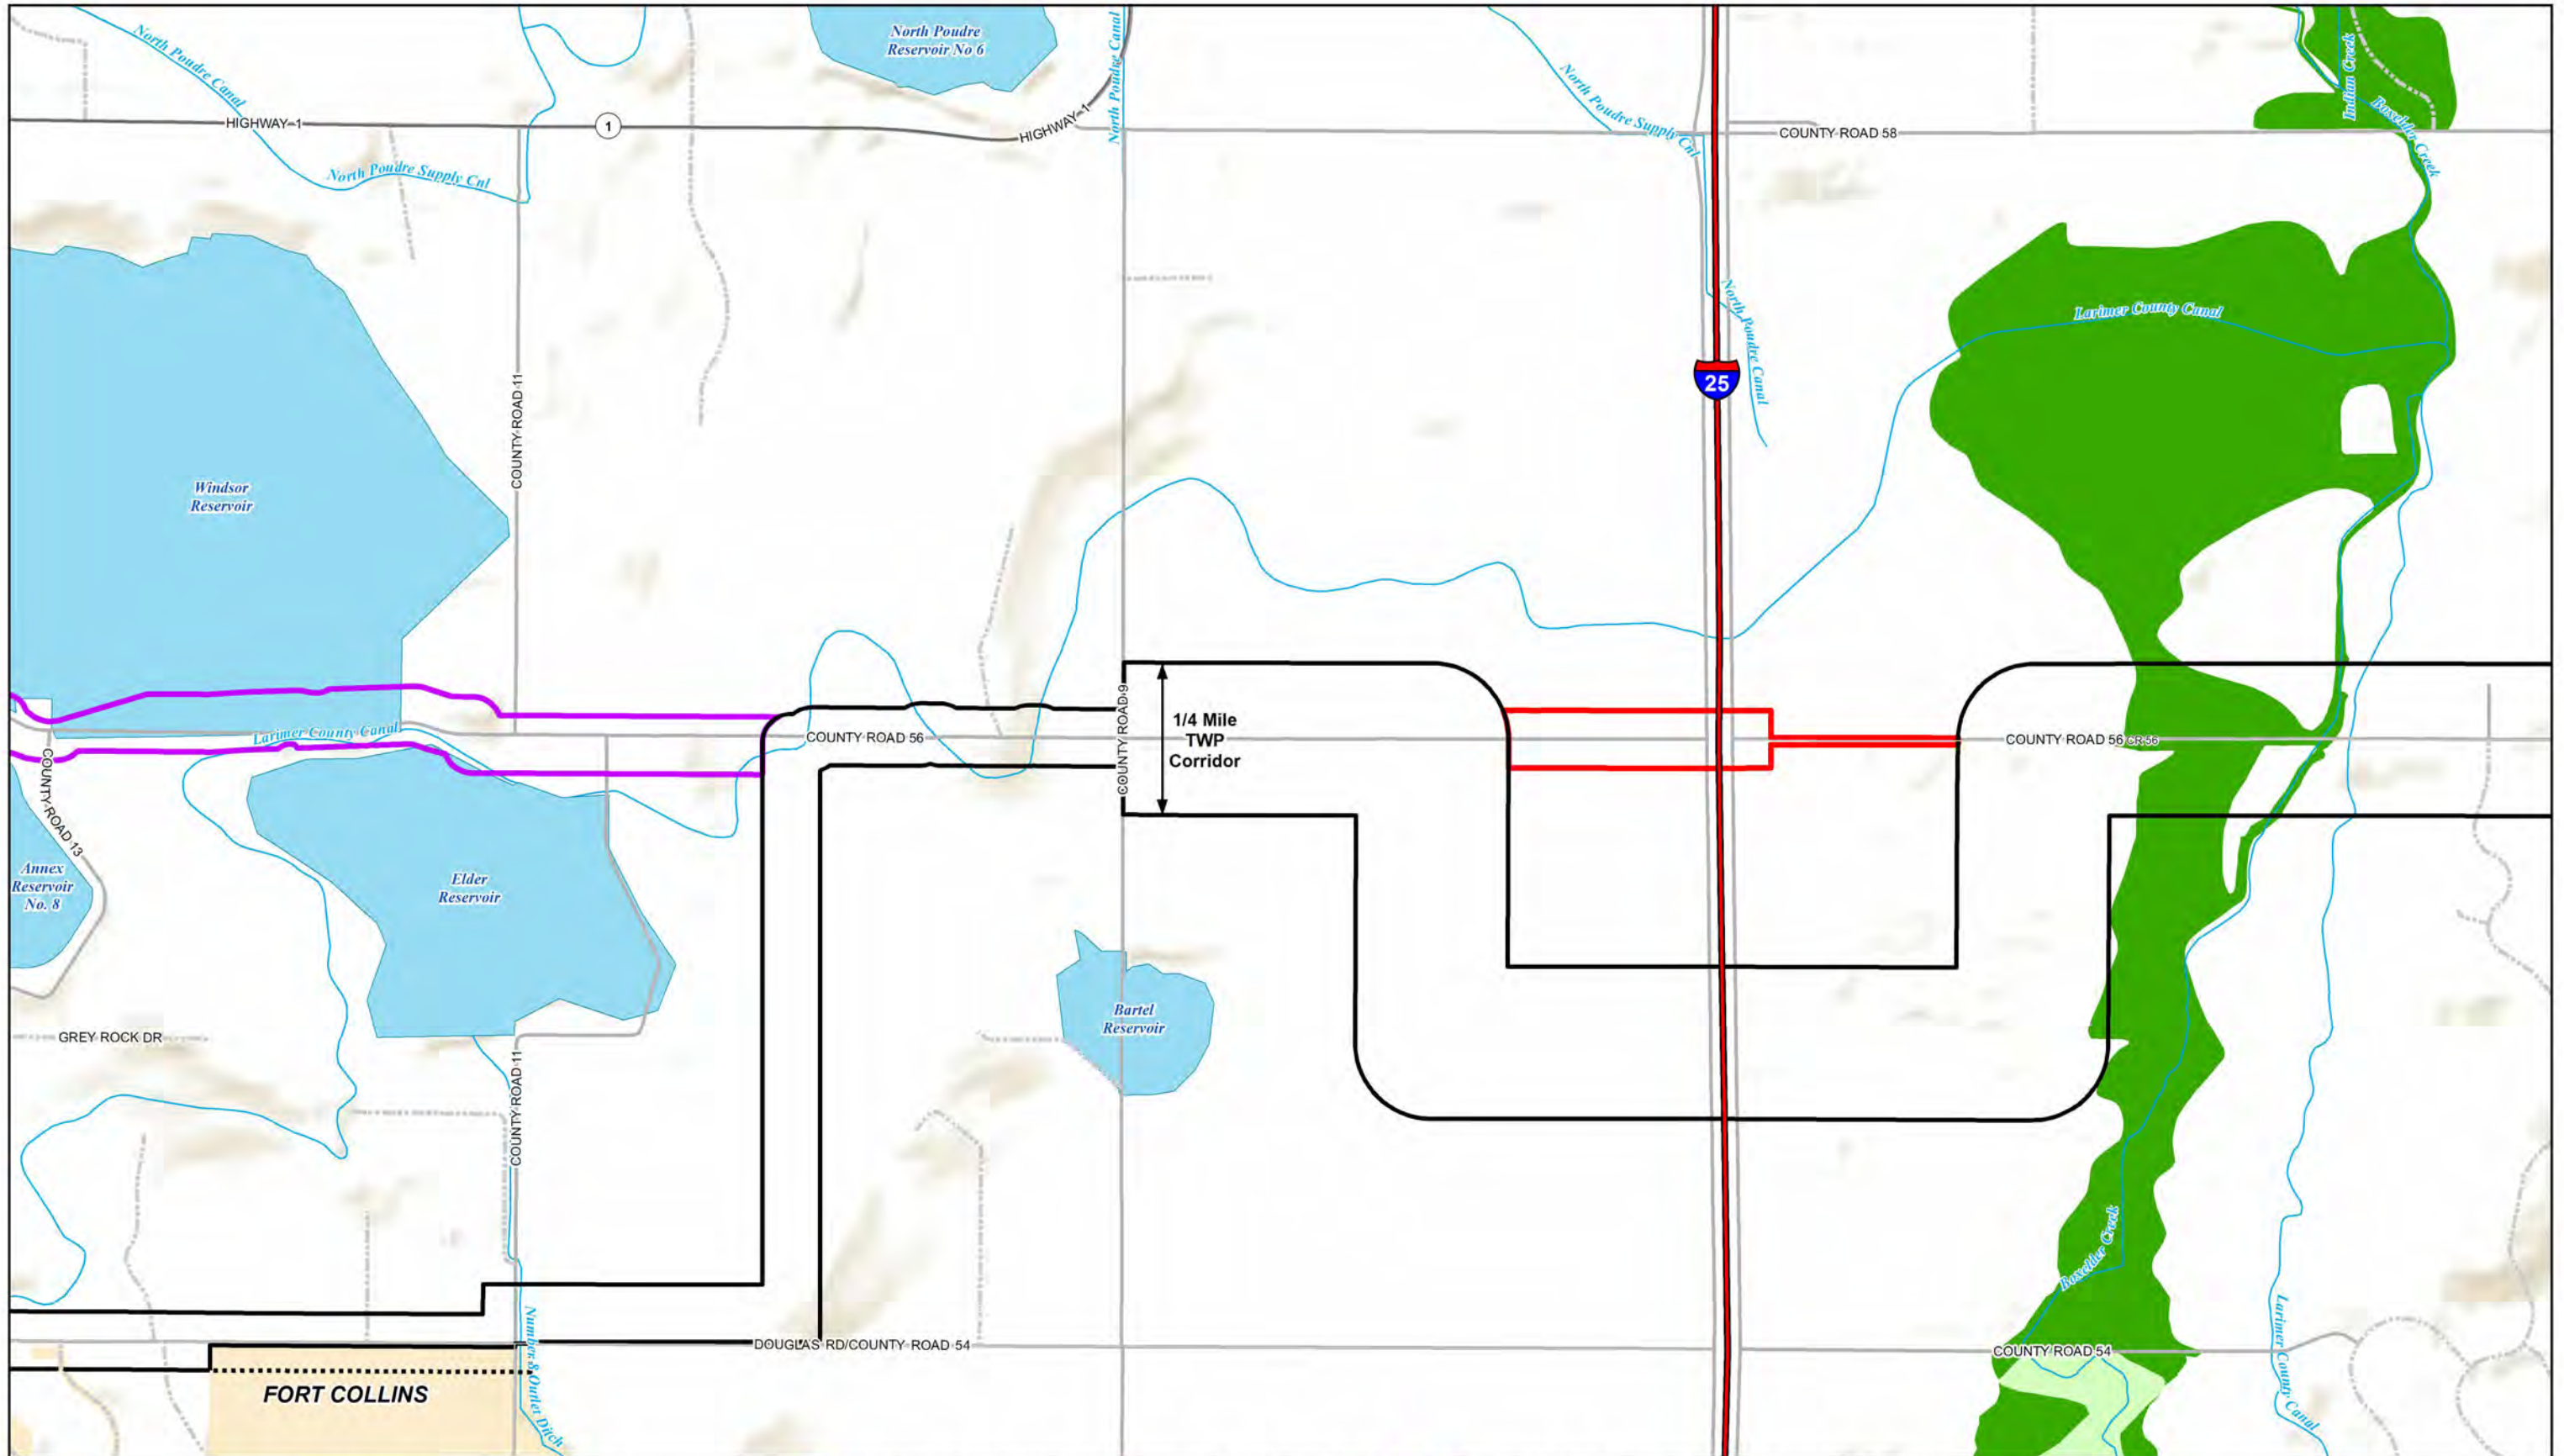 North Poudre Canal
North Poudre
Reservoir No 6
North Poudre Canal
HIGHWAY 1
1
HIGHWAY 1
North Poudre Supply Cnl
North Poudre Supply Cnl
COUNTY ROAD 58
Indian Creek
Boxelder Creek
North Poudre Canal
Larimer County Canal
25
COUNTY ROAD 11
Windsor
Reservoir
Larimer County Canal
COUNTY ROAD 56
COUNTY ROAD 9
1/4 Mile
TWP
Corridor
COUNTY ROAD 56
CR 56
COUNTY ROAD 13
Annex
Reservoir
No. 8
Elder
Reservoir
Bartel
Reservoir
GREY ROCK DR
COUNTY ROAD 11
Boxelder Creek
DOUGLAS RD/COUNTY ROAD 54
COUNTY ROAD 54
FORT COLLINS
Number 8 Outlet Ditch
Larimer County Canal